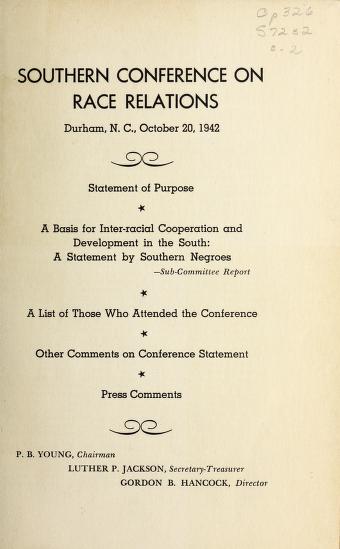 Op326
SOUTHERN CONFERENCE ON
RACE RELATIONS
Durham, N. C., October 20, 1942
Statement of Purpose
A Basis for Inter-racial Cooperation and
Development in the South:
A Statement by Southern Negroes
—Sub-Committee Report
A List of Those Who Attended the Conference
Other Comments on Conference Statement
Press Comments
P. B. YOUNG, Chairman
LUTHER P. JACKSON, Secretary-Treasurer
GORDON B. HANCOCK, Director